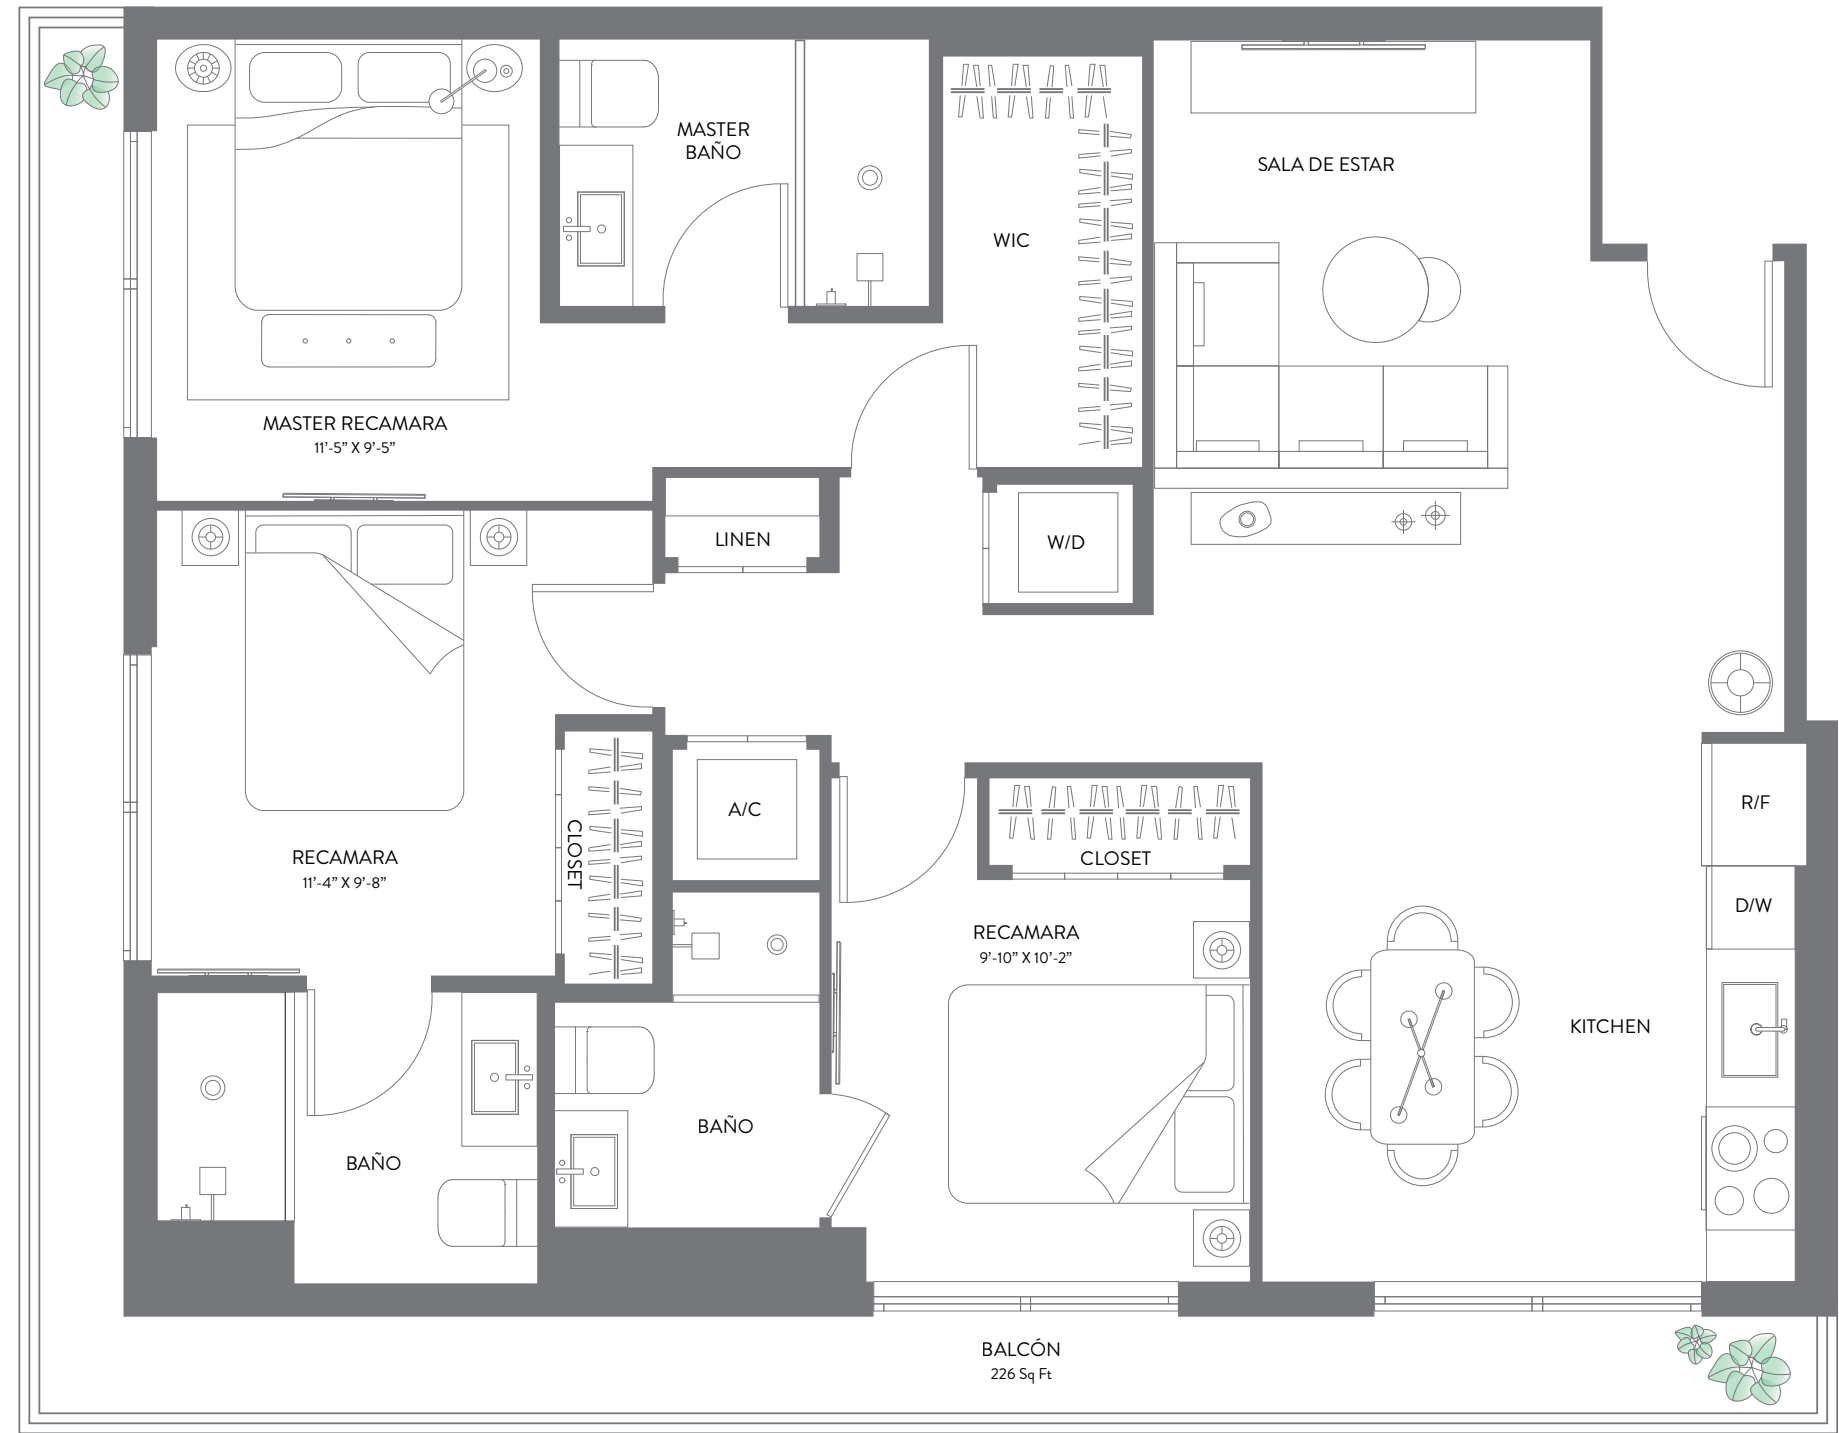 MASTER
BAÑO
SALA DE ESTAR
WIC
MASTER RECAMARA
11'-5” X 9'-5”
LINEN
W/D
A/C
R/F
CLOSET
RECAMARA
11'-4” X 9'-8”
CLOSET
D/W
RECAMARA
9'-10” X 10'-2”
KITCHEN
BAÑO
BAÑO
BALCÓN
226 Sq Ft